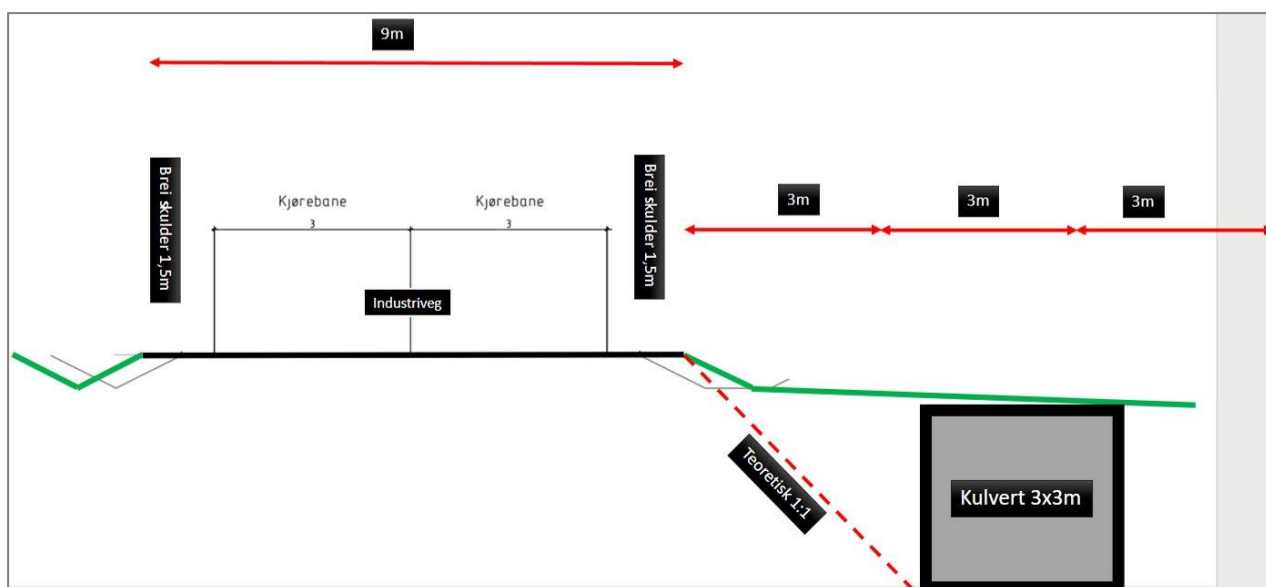 9m
Brei skulder 1,5m
Kjørebane
3
Kjørebane
3
Brei skulder 1,5m
3m
3m
3m
Industriveg
Teoretisk 1:1
Kulvert 3x3m